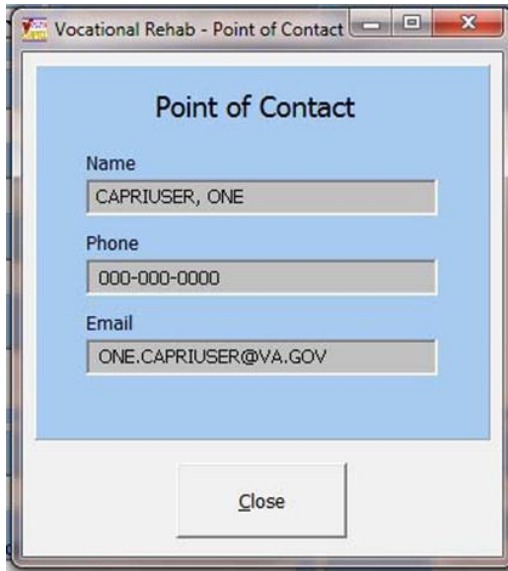 Vocational Rehab - Point of Contact
Point of Contact
Name
CAPRIUSER, ONE
Phone
000-000-0000
Email
ONE.CAPRIUSER@VA.GOV
Close